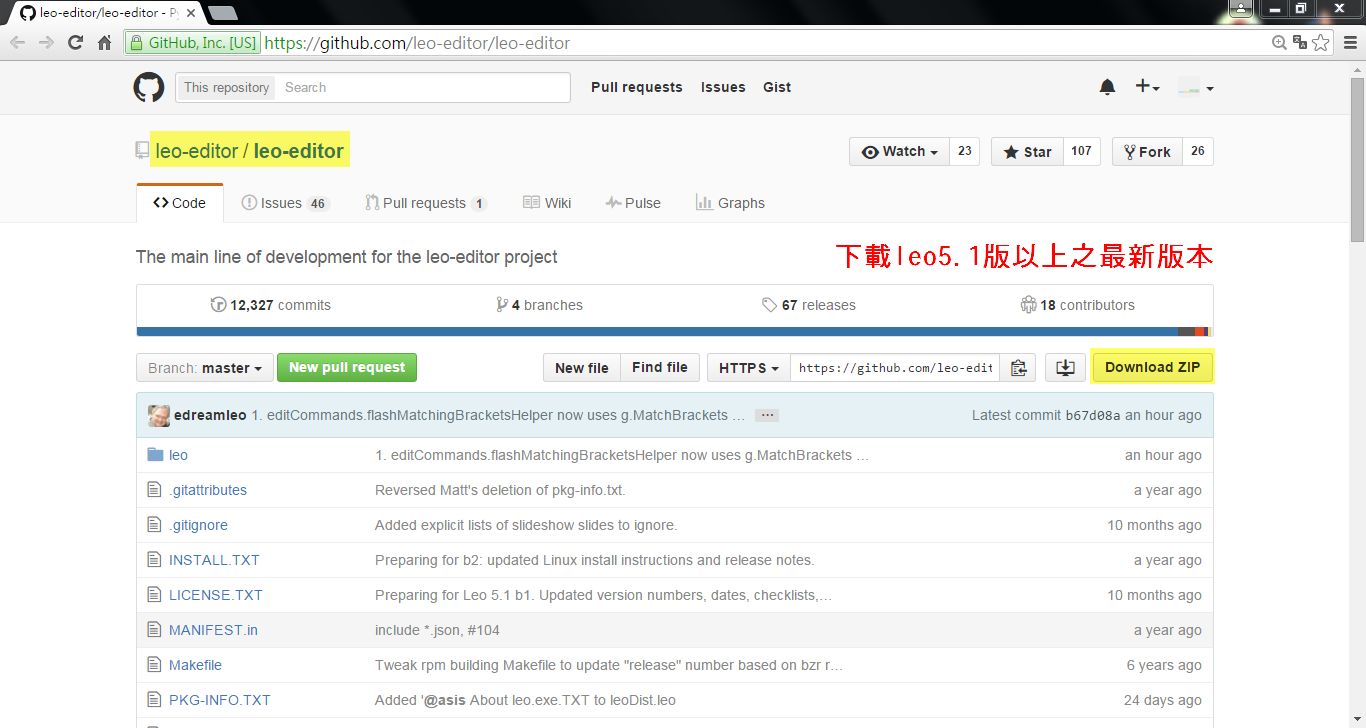 leo-editor/leo-editor - Py
GitHub, Inc. [US] https://github.com/leo-editor/leo-editor
This repository Search Pull requests Issues Gist
leo-editor / leo-editor Watch 23 Star 107 Fork 26
Code Issues 46 Pull requests 1 Wiki Pulse Graphs
The main line of development for the leo-editor project
下載leo5.1版以上之最新版本
12,327 commits 4 branches 67 releases 18 contributors
Branch: master New pull request New file Find file HTTPS https://github.com/leo-edit Download ZIP
edreamleo 1. editCommands.flashMatchingBracketsHelper now uses g.MatchBrackets … Latest commit b67d08a an hour ago
leo 1. editCommands.flashMatchingBracketsHelper now uses g.MatchBrackets … an hour ago
.gitattributes Reversed Matt's deletion of pkg-info.txt. a year ago
.gitignore Added explicit lists of slideshow slides to ignore. 10 months ago
INSTALL.TXT Preparing for b2: updated Linux install instructions and release notes. a year ago
LICENSE.TXT Preparing for Leo 5.1 b1. Updated version numbers, dates, checklists,… 10 months ago
MANIFEST.in include *.json, #104 a year ago
Makefile Tweak rpm building Makefile to update "release" number based on bzr r… 6 years ago
PKG-INFO.TXT Added '@asis About leo.exe.TXT to leoDist.leo 24 days ago